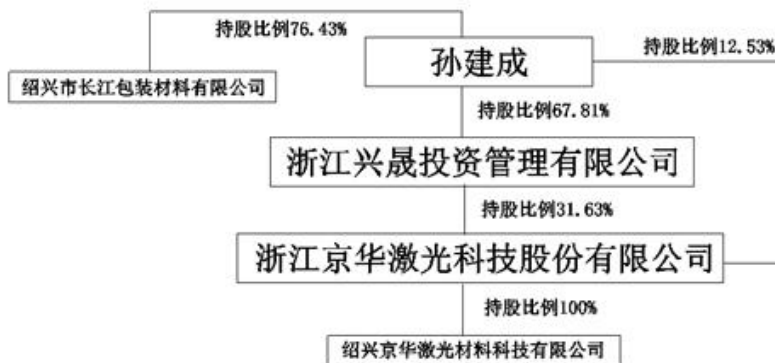 持股比例76.43%
孙建成
持股比例12.53%
绍兴市长江包装材料有限公司
持股比例67.81%
浙江兴晟投资管理有限公司
持股比例31.63%
浙江京华激光科技股份有限公司
持股比例100%
绍兴京华激光材料科技有限公司